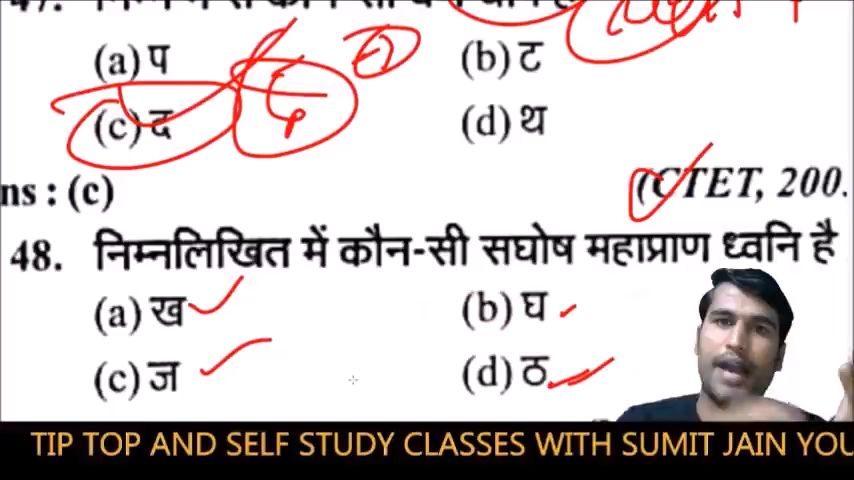 (a) प (b) ट
(c) द (d) थ
ns : (c) (CTET, 200.
48. निम्नलिखित में कौन-सी सघोष महाप्राण ध्वनि है
(a) ख (b) घ
(c) ज (d) ठ
TIP TOP AND SELF STUDY CLASSES WITH SUMIT JAIN YOU